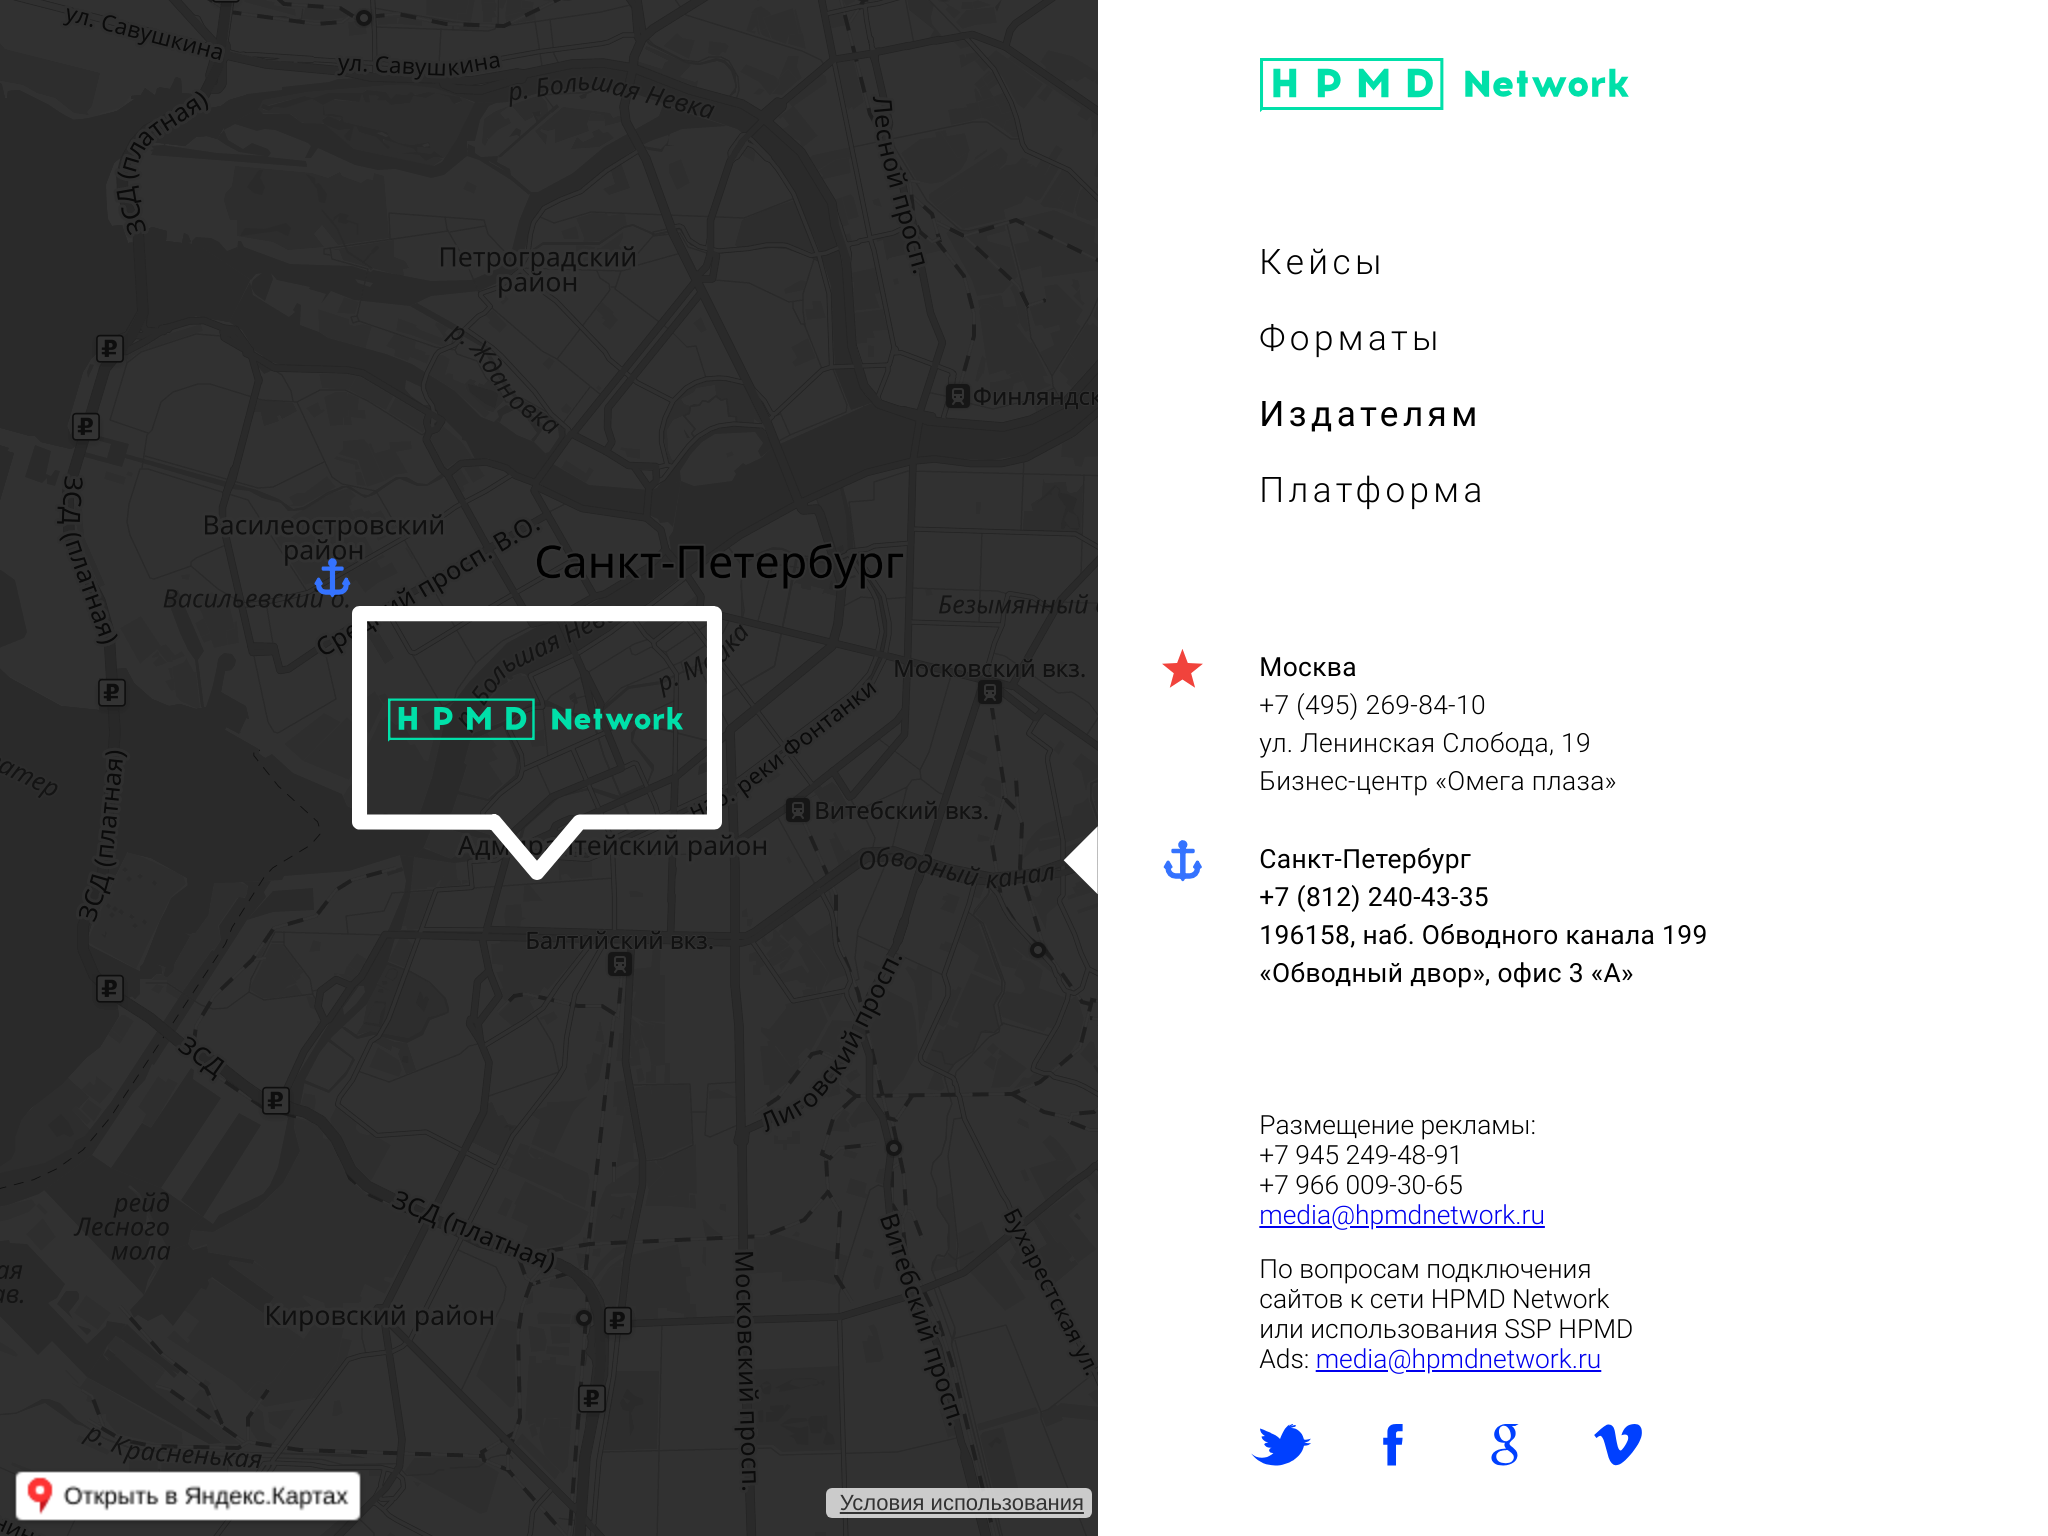 ул. Савушкина
ул. Савушкина
р. Большая Невка
ЗСД (платная)
Лесной просп.
Петроградский
район
р. Ждановка
Финляндск
ЗСД (платная)
Василеостровский
район
Средний просп. В.О.
Санкт-Петербург
Васильевский о.
Безымянный
р. Большая Нев
р. Мойка
Московский вкз.
HPMD Network
наб. реки Фонтанки
Витебский вкз.
Адмиралтейский район
Обводный канал
ЗСД (платная)
Балтийский вкз.
Лиговский просп.
ЗСД
рейд
Лесного
мола
ЗСД (платная)
Витебский просп.
Бухарестская ул.
Московский просп.
Кировский район
р. Красненькая
Открыть в Яндекс.Картах
Условия использования
HPMD Network
Кейсы
Форматы
Издателям
Платформа
Москва
+7 (495) 269-84-10
ул. Ленинская Слобода, 19
Бизнес-центр «Омега плаза»
Санкт-Петербург
+7 (812) 240-43-35
196158, наб. Обводного канала 199
«Обводный двор», офис 3 «А»
Размещение рекламы:
+7 945 249-48-91
+7 966 009-30-65
media@hpmdnetwork.ru
По вопросам подключения
сайтов к сети HPMD Network
или использования SSP HPMD
Ads: media@hpmdnetwork.ru